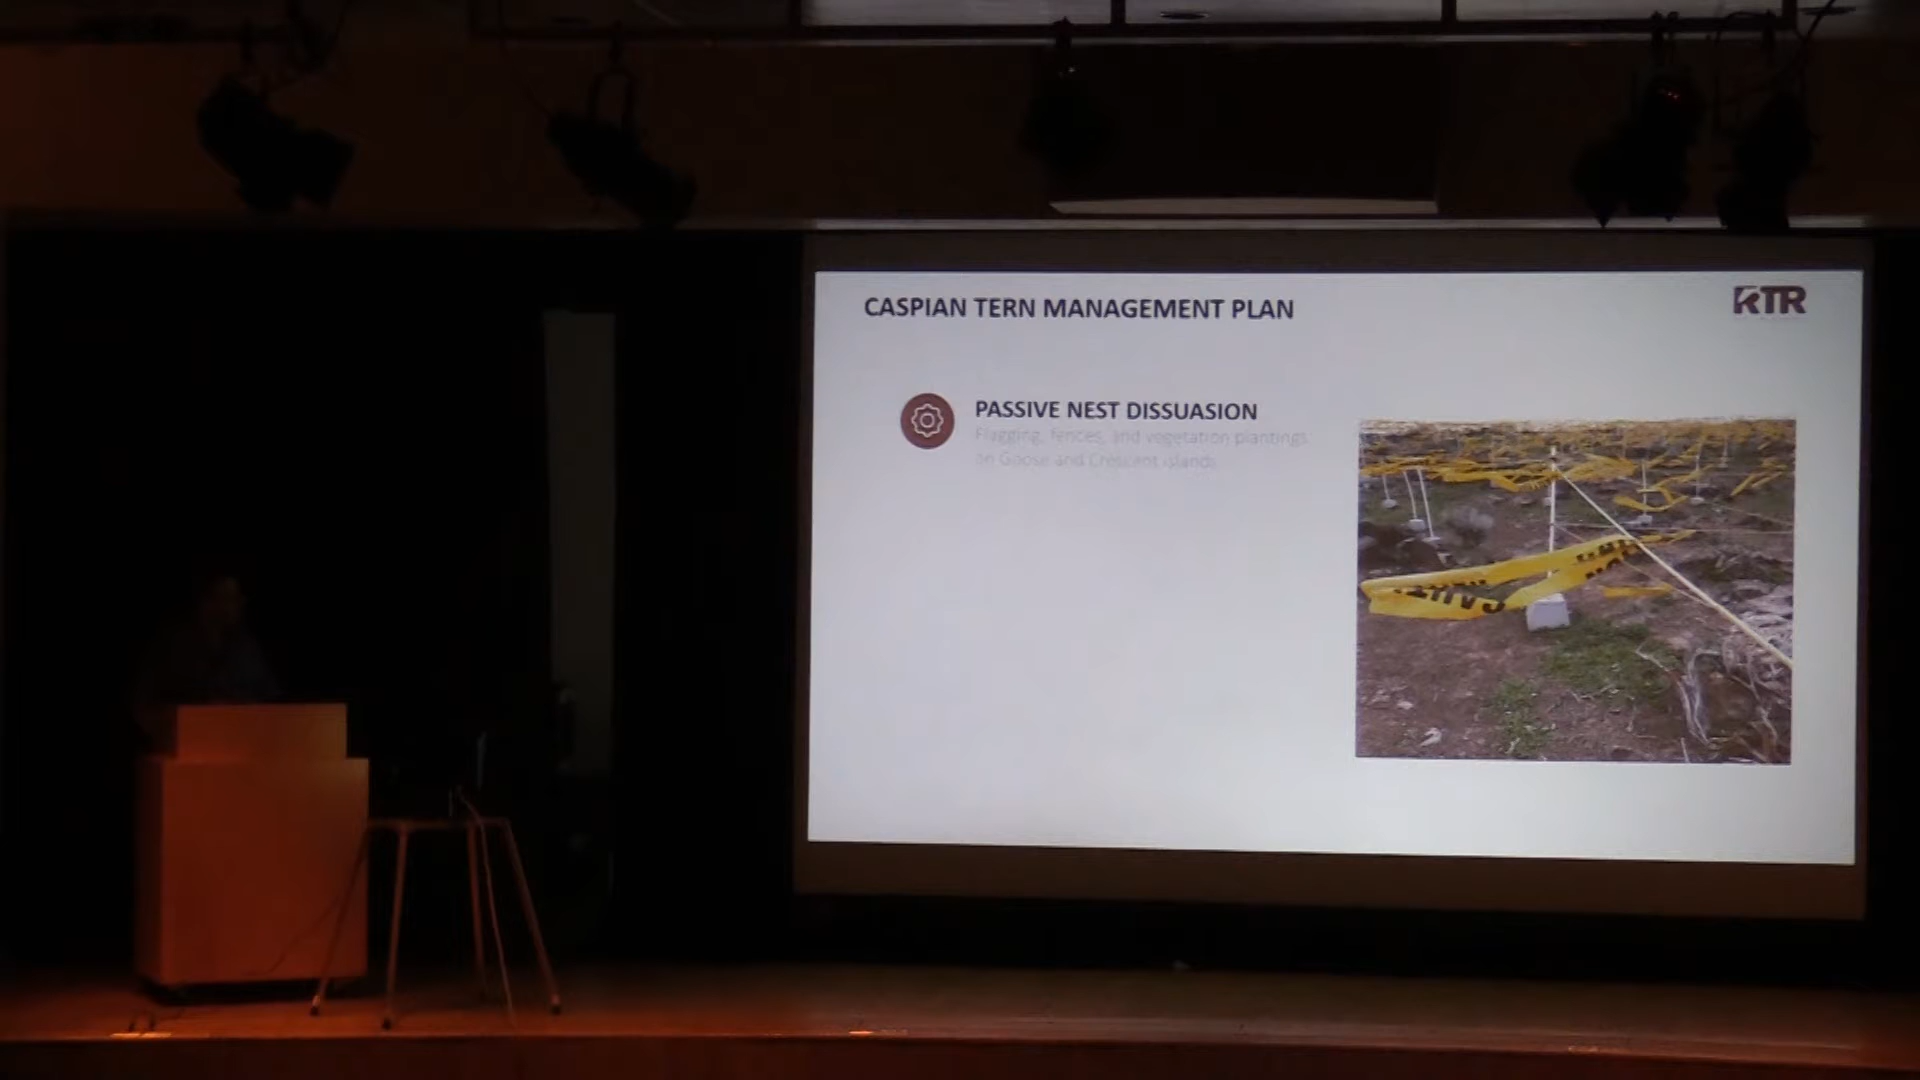 CASPIAN TERN MANAGEMENT PLAN
RTR
PASSIVE NEST DISSUASION
Flagging, fences, and vegetation plantings
on Goose and Crescent islands